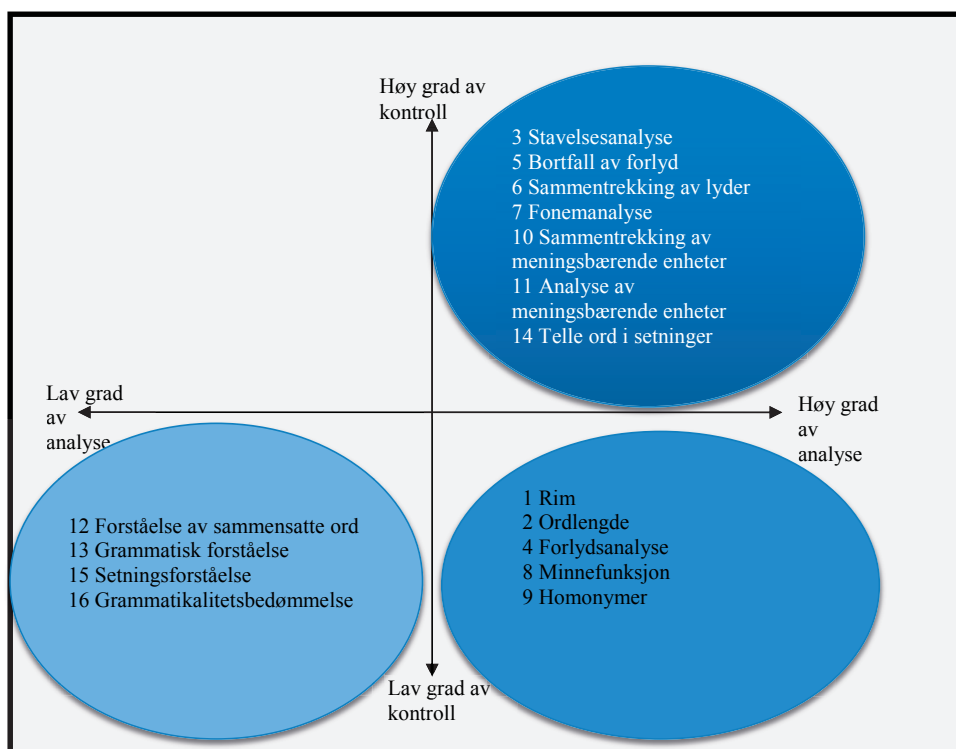 Høy grad av
kontroll
3 Stavelsesanalyse
5 Bortfall av forlyd
6 Sammentrekking av lyder
7 Fonemanalyse
10 Sammentrekking av
meningsbærende enheter
11 Analyse av
meningsbærende enheter
14 Telle ord i setninger
Lav grad
av
analyse
Høy grad
av
analyse
12 Forståelse av sammensatte ord
13 Grammatisk forståelse
15 Setningsforståelse
16 Grammatikalitetsbedømmelse
1 Rim
2 Ordlengde
4 Forlydsanalyse
8 Minnefunksjon
9 Homonymer
Lav grad av
kontroll